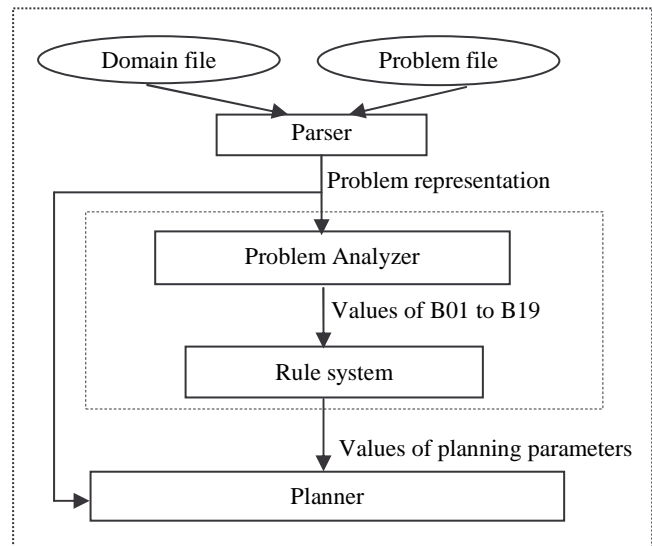 Domain file
Problem file
Parser
Problem representation
Problem Analyzer
Values of B01 to B19
Rule system
Values of planning parameters
Planner